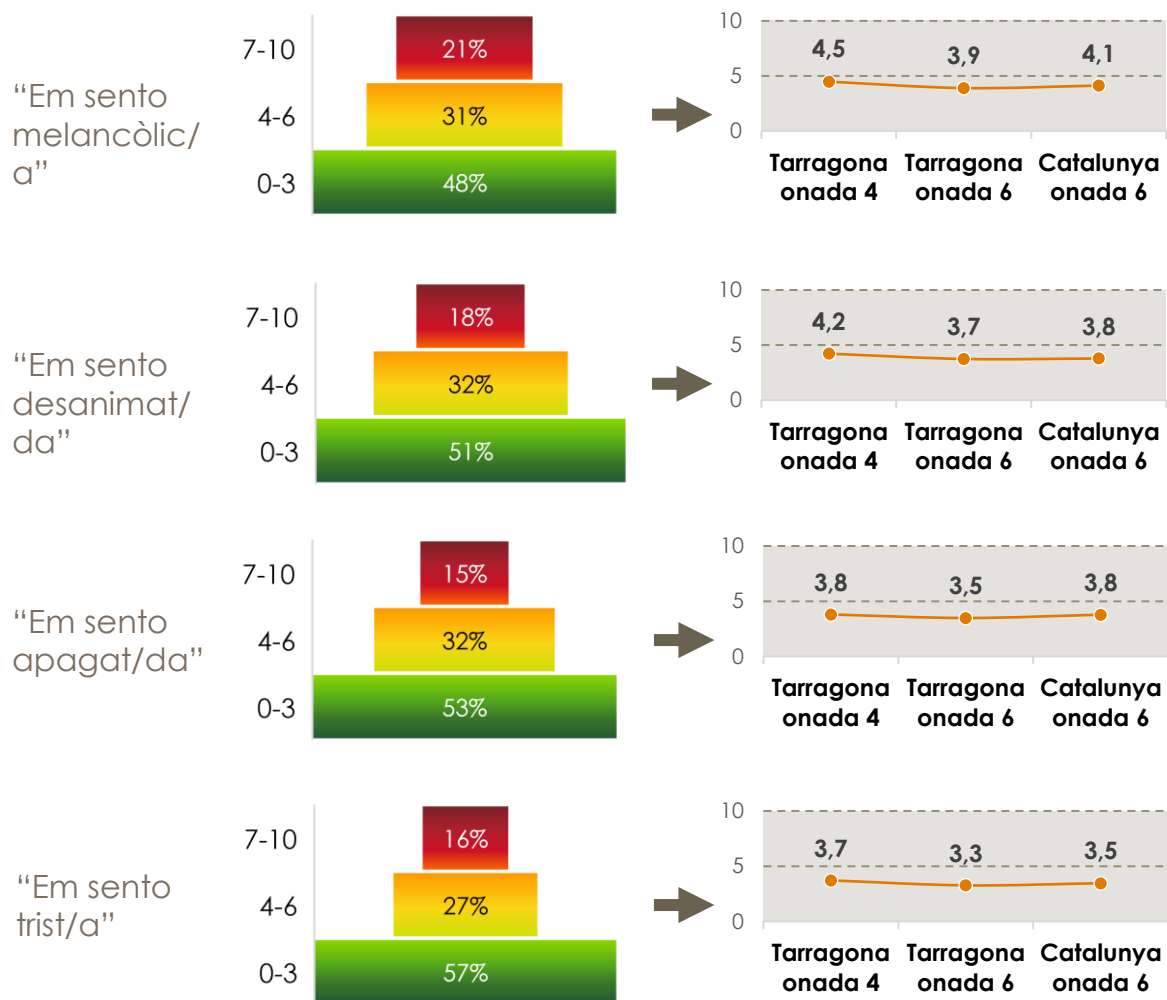 “Em sento
melancòlic/
a”
7-10
21%
4-6
31%
0-3
48%
10
5
0
4,5
3,9
4,1
Tarragona
onada 4
Tarragona
onada 6
Catalunya
onada 6
“Em sento
desanimat/
da”
7-10
18%
4-6
32%
0-3
51%
10
5
0
4,2
3,7
3,8
Tarragona
onada 4
Tarragona
onada 6
Catalunya
onada 6
“Em sento
apagat/da”
7-10
15%
4-6
32%
0-3
53%
10
5
0
3,8
3,5
3,8
Tarragona
onada 4
Tarragona
onada 6
Catalunya
onada 6
“Em sento
trist/a”
7-10
16%
4-6
27%
0-3
57%
10
5
0
3,7
3,3
3,5
Tarragona
onada 4
Tarragona
onada 6
Catalunya
onada 6